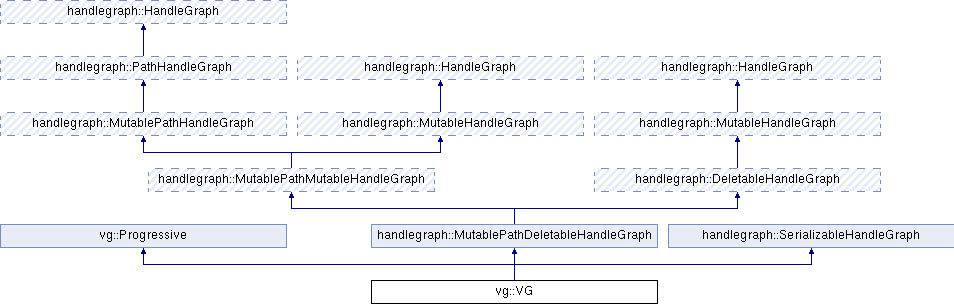 handlegraph::HandleGraph
handlegraph::PathHandleGraph
handlegraph::HandleGraph
handlegraph::HandleGraph
handlegraph::MutablePathHandleGraph
handlegraph::MutableHandleGraph
handlegraph::MutableHandleGraph
handlegraph::MutablePathMutableHandleGraph
handlegraph::DeletableHandleGraph
vg::Progressive
handlegraph::MutablePathDeletableHandleGraph
handlegraph::SerializableHandleGraph
vg::VG